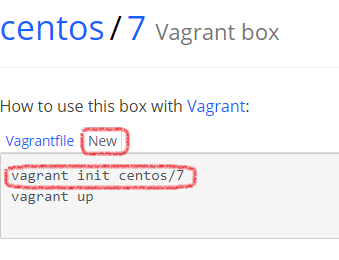 centos / 7 Vagrant box
How to use this box with Vagrant:
Vagrantfile New
vagrant init centos/7
vagrant up